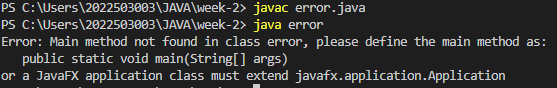 PS C:\Users\2022503003\JAVA\week-2> javac error.java
PS C:\Users\2022503003\JAVA\week-2> java error
Error: Main method not found in class error, please define the main method as:
   public static void main(String[] args)
or a JavaFX application class must extend javafx.application.Application